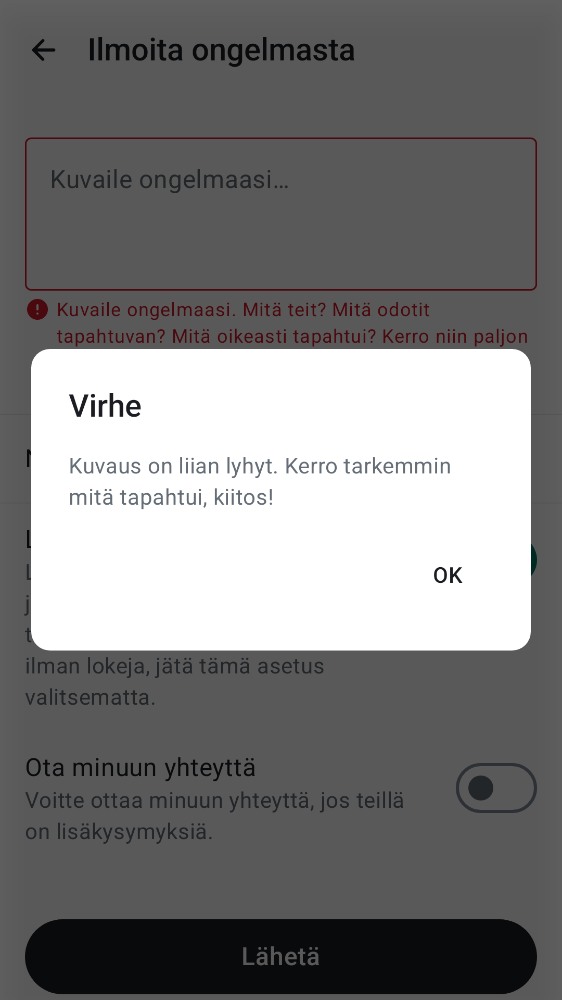 Ilmoita ongelmasta
Kuvaile ongelmaasi…
Kuvaile ongelmaasi. Mitä teit? Mitä odotit
tapahtuvan? Mitä oikeasti tapahtui? Kerro niin paljon
Virhe
Kuvaus on liian lyhyt. Kerro tarkemmin
mitä tapahtui, kiitos!
OK
ilman lokeja, jätä tämä asetus
valitsematta.
Ota minuun yhteyttä
Voitte ottaa minuun yhteyttä, jos teillä
on lisäkysymyksiä.
Lähetä